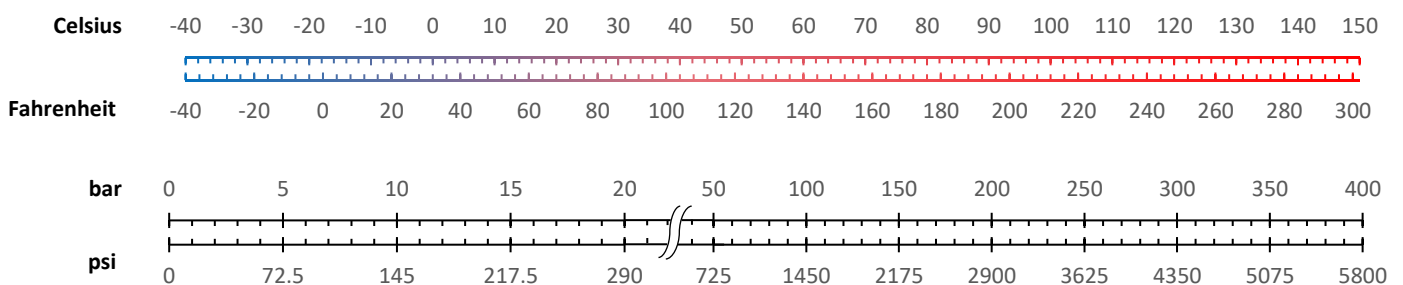 Celsius -40 -30 -20 -10 0 10 20 30 40 50 60 70 80 90 100 110 120 130 140 150
Fahrenheit -40 -20 0 20 40 60 80 100 120 140 160 180 200 220 240 260 280 300
bar 0 5 10 15 20 50 100 150 200 250 300 350 400
psi 0 72.5 145 217.5 290 725 1450 2175 2900 3625 4350 5075 5800